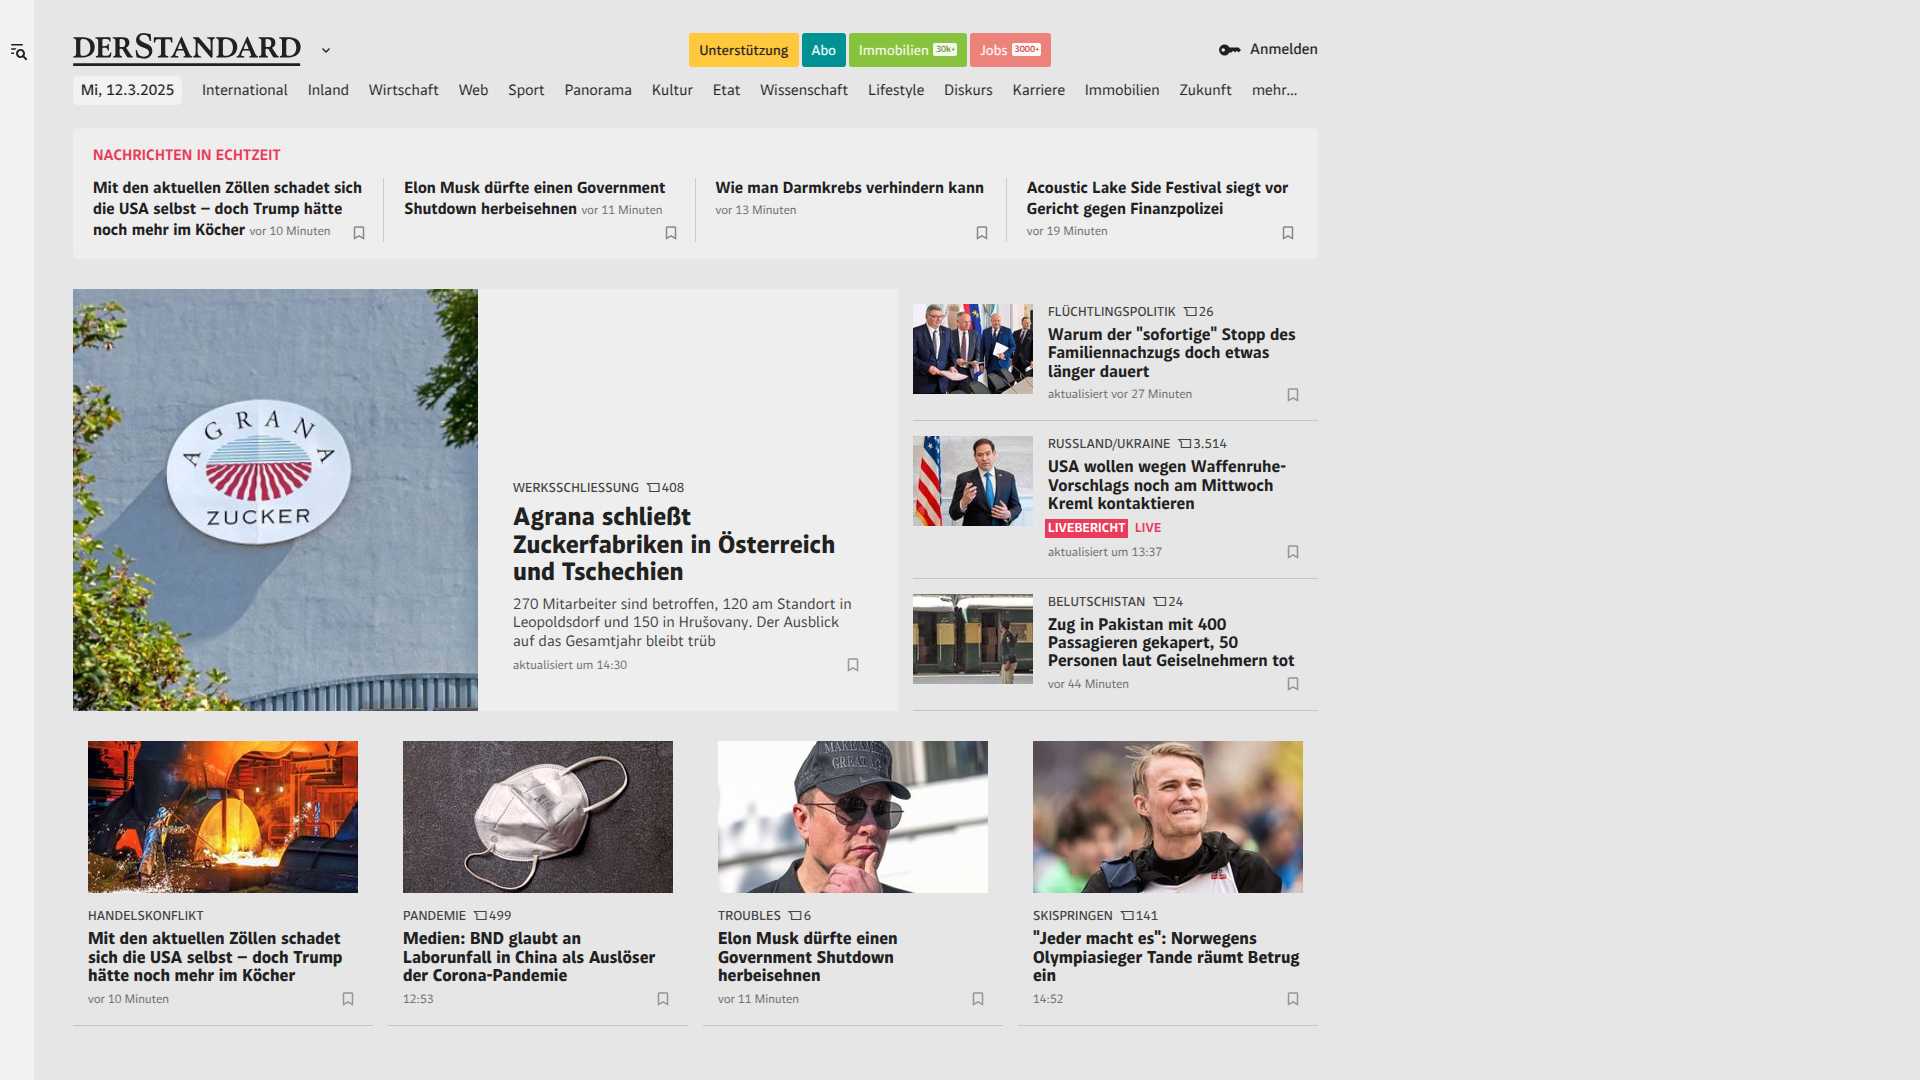 DERSTANDARD
Unterstützung
Abo
Immobilien 30k+
Jobs 3000+
Anmelden
Mi, 12.3.2025
International
Inland
Wirtschaft
Web
Sport
Panorama
Kultur
Etat
Wissenschaft
Lifestyle
Diskurs
Karriere
Immobilien
Zukunft
mehr...
NACHRICHTEN IN ECHTZEIT
Mit den aktuellen Zöllen schadet sich
die USA selbst – doch Trump hätte
noch mehr im Köcher vor 10 Minuten
Elon Musk dürfte einen Government
Shutdown herbeisehnen vor 11 Minuten
Wie man Darmkrebs verhindern kann
vor 13 Minuten
Acoustic Lake Side Festival siegt vor
Gericht gegen Finanzpolizei
vor 19 Minuten
AGRANA
ZUCKER
WERKSSCHLIESSUNG 408
Agrana schließt
Zuckerfabriken in Österreich
und Tschechien
270 Mitarbeiter sind betroffen, 120 am Standort in
Leopoldsdorf und 150 in Hrušovany. Der Ausblick
auf das Gesamtjahr bleibt trüb
aktualisiert um 14:30
FLÜCHTLINGSPOLITIK 26
Warum der "sofortige" Stopp des
Familiennachzugs doch etwas
länger dauert
aktualisiert vor 27 Minuten
RUSSLAND/UKRAINE 3.514
USA wollen wegen Waffenruhe-
Vorschlags noch am Mittwoch
Kreml kontaktieren
LIVEBERICHT LIVE
aktualisiert um 13:37
BELUTSCHISTAN 24
Zug in Pakistan mit 400
Passagieren gekapert, 50
Personen laut Geiselnehmern tot
vor 44 Minuten
HANDELSKONFLIKT
Mit den aktuellen Zöllen schadet
sich die USA selbst – doch Trump
hätte noch mehr im Köcher
vor 10 Minuten
PANDEMIE 499
Medien: BND glaubt an
Laborunfall in China als Auslöser
der Corona-Pandemie
12:53
MAKE AM
GREAT AG
TROUBLES 6
Elon Musk dürfte einen
Government Shutdown
herbeisehnen
vor 11 Minuten
SKISPRINGEN 141
"Jeder macht es": Norwegens
Olympiasieger Tande räumt Betrug
ein
14:52